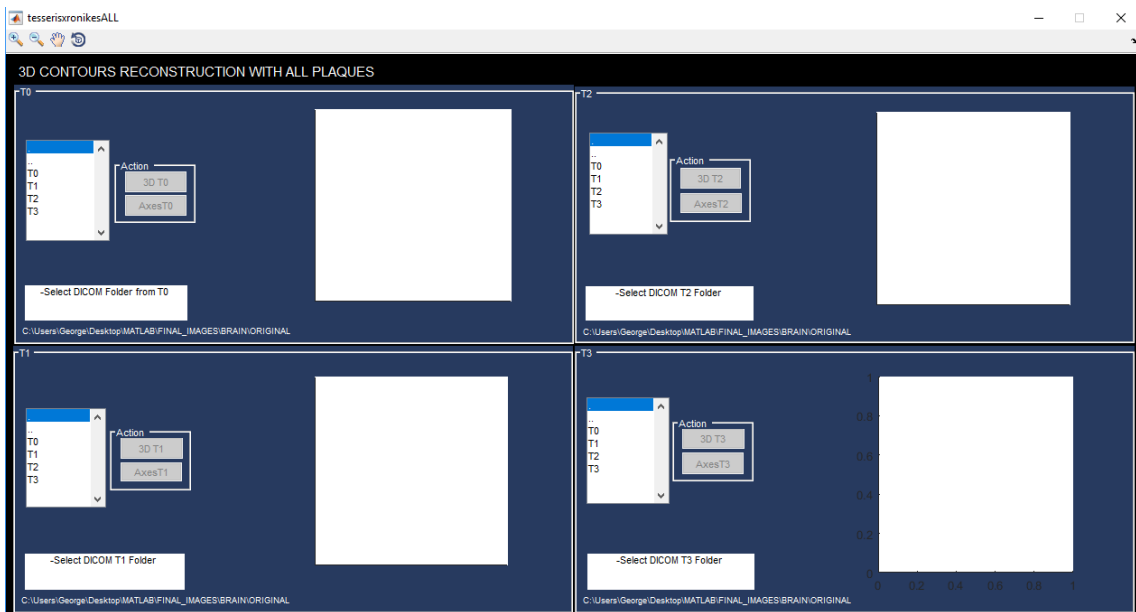 tesserisxronikesALL
3D CONTOURS RECONSTRUCTION WITH ALL PLAQUES
T0
.
..
T0
T1
T2
T3
Action
3D T0
AxesT0
-Select DICOM Folder from T0
C:\Users\George\Desktop\MATLAB\FINAL_IMAGES\BRAIN\ORIGINAL
T2
.
..
T0
T1
T2
T3
Action
3D T2
AxesT2
-Select DICOM T2 Folder
C:\Users\George\Desktop\MATLAB\FINAL_IMAGES\BRAIN\ORIGINAL
T1
.
..
T0
T1
T2
T3
Action
3D T1
AxesT1
-Select DICOM T1 Folder
C:\Users\George\Desktop\MATLAB\FINAL_IMAGES\BRAIN\ORIGINAL
T3
.
..
T0
T1
T2
T3
Action
3D T3
AxesT3
-Select DICOM T3 Folder
C:\Users\George\Desktop\MATLAB\FINAL_IMAGES\BRAIN\ORIGINAL
1
0.8
0.6
0.4
0.2
0
0 0.2 0.4 0.6 0.8 1